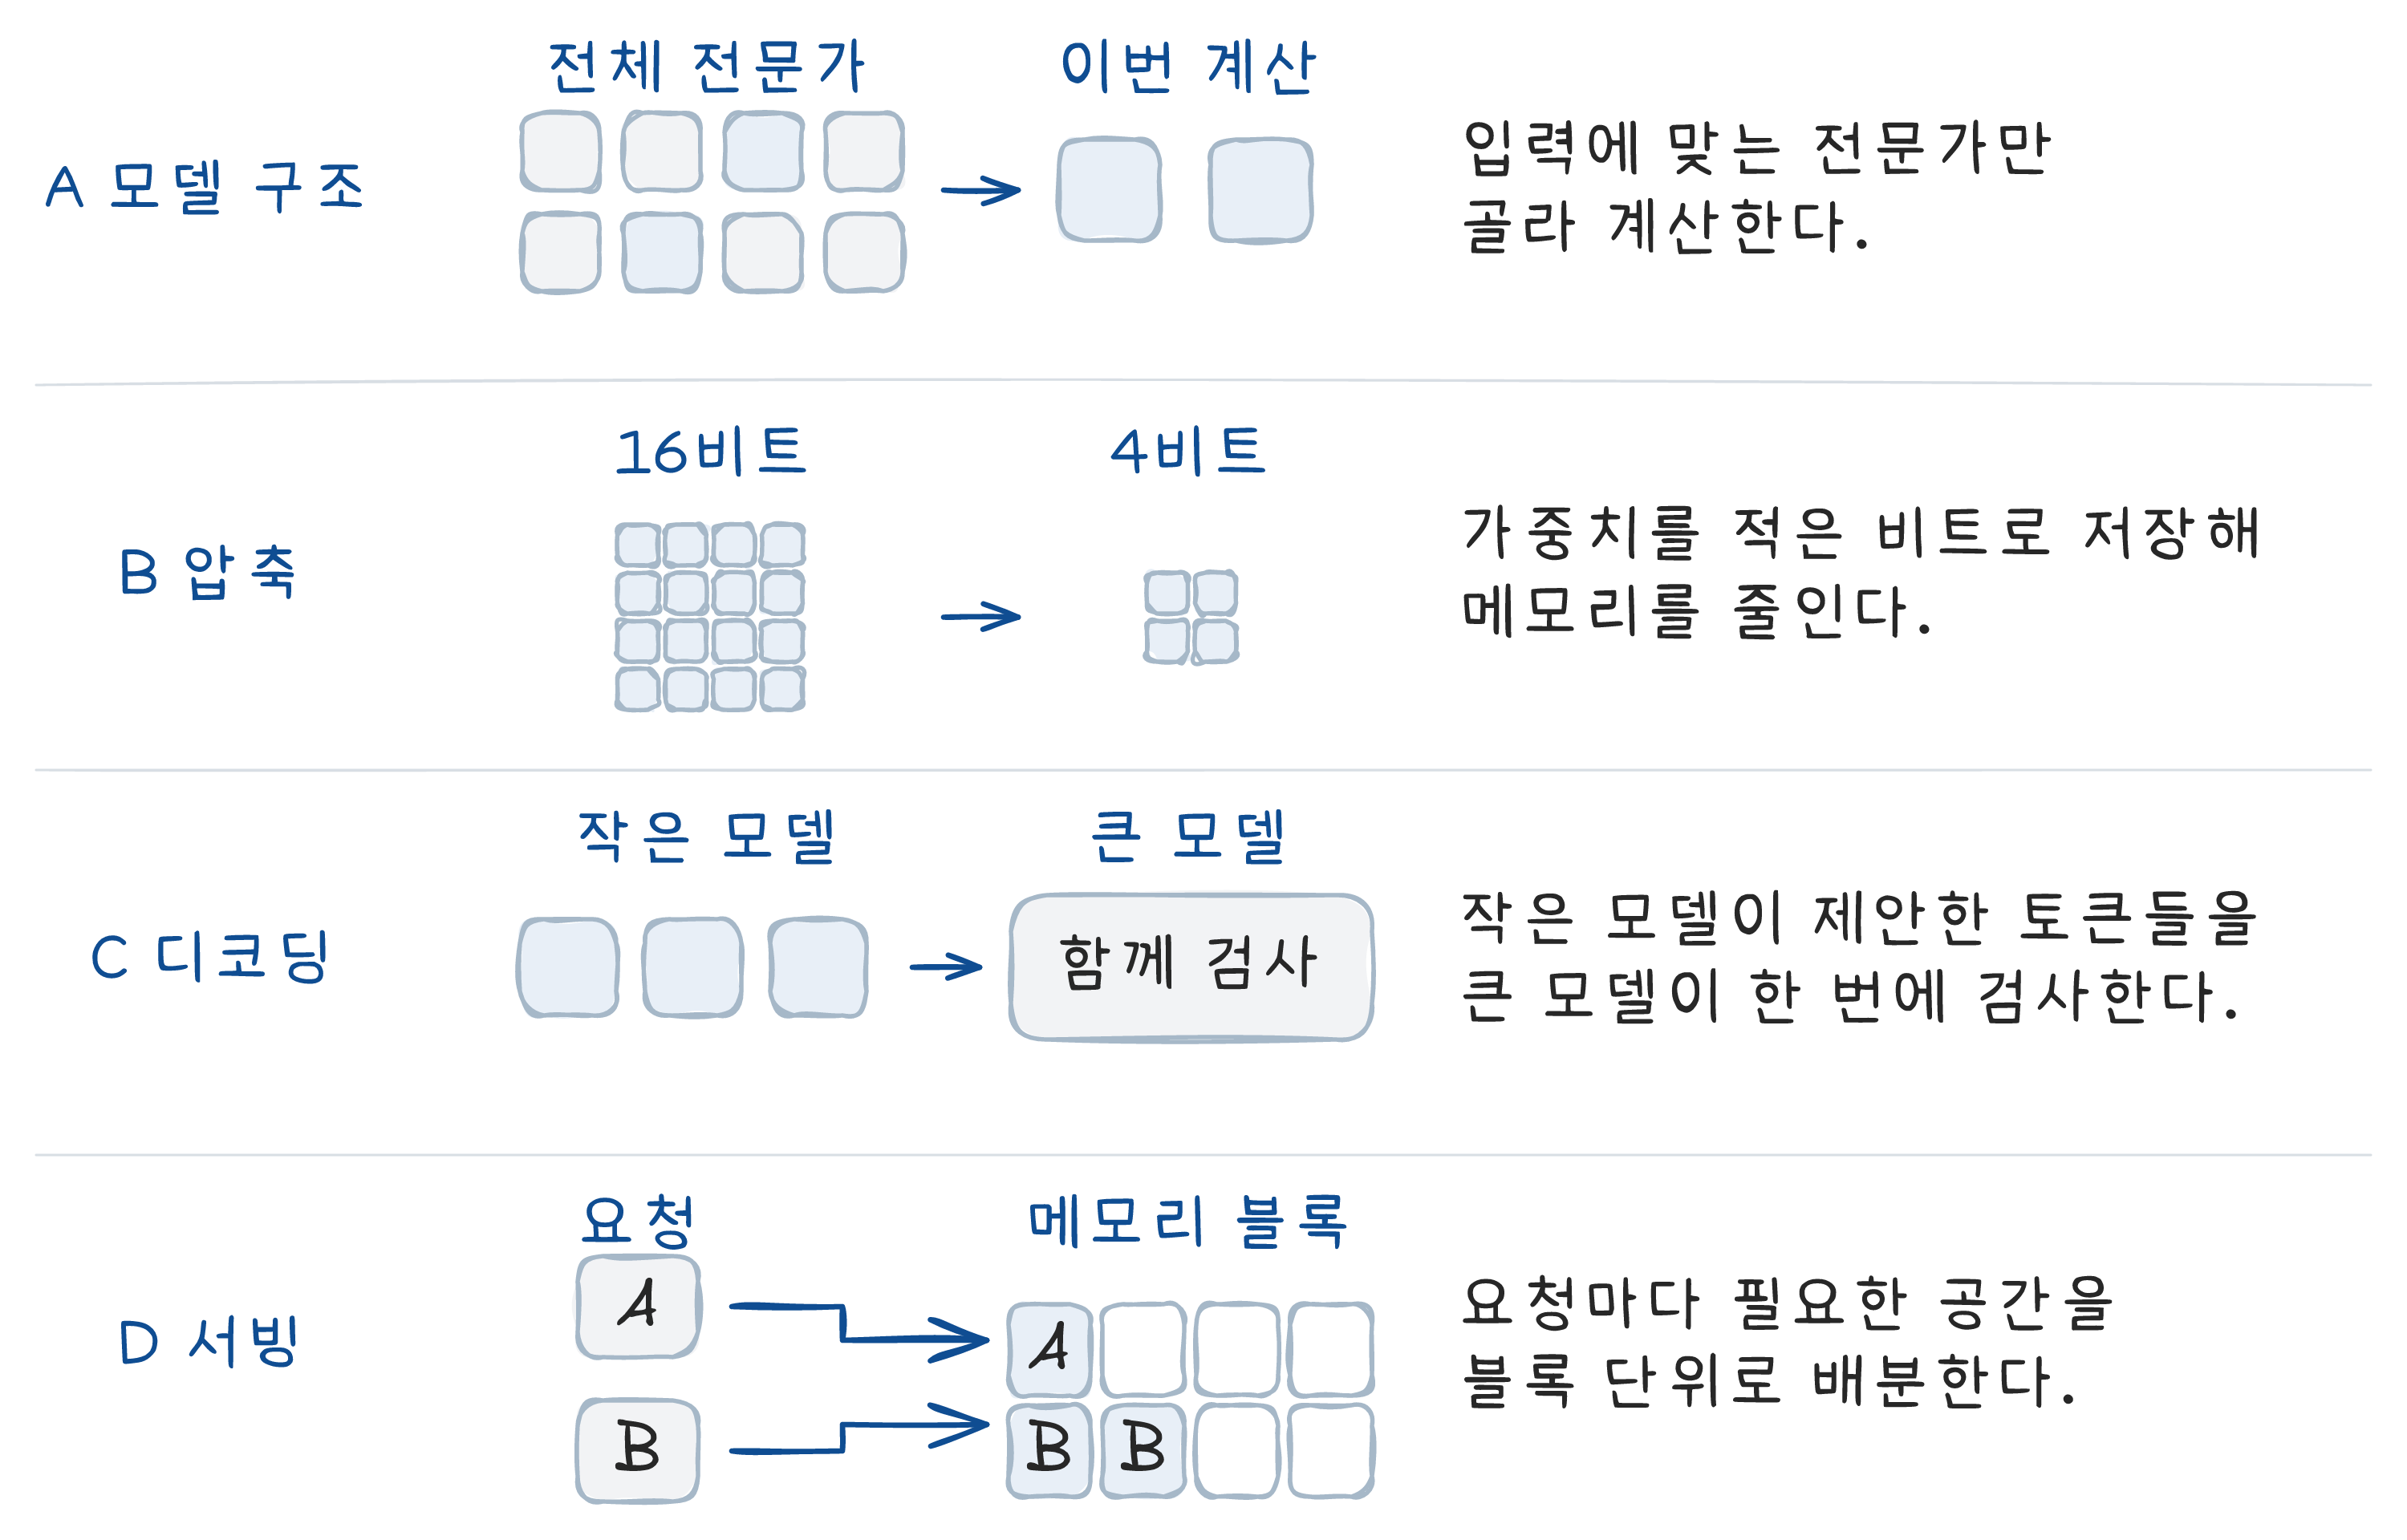 전체 전문가
이번 계산
A 모델 구조
입력에 맞는 전문가만
골라 계산한다.
16비트
4비트
B 압축
가중치를 적은 비트로 저장해
메모리를 줄인다.
작은 모델
큰 모델
C 디코딩
함께 검사
작은 모델이 제안한 토큰들을
큰 모델이 한 번에 검사한다.
요청
메모리 블록
D 서빙
A
A
B
B B
요청마다 필요한 공간을
블록 단위로 배분한다.